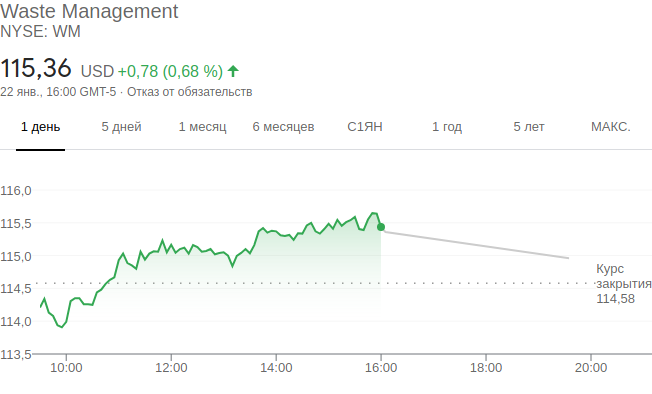 Waste Management
NYSE: WM
115,36 USD +0,78 (0,68 %)
22 янв., 16:00 GMT-5 · Отказ от обязательств
1 день 5 дней 1 месяц 6 месяцев С1ЯН 1 год 5 лет МАКС.
116,0
115,5
115,0
114,5
114,0
113,5
Курс
закрытия
114,58
10:00 12:00 14:00 16:00 18:00 20:00